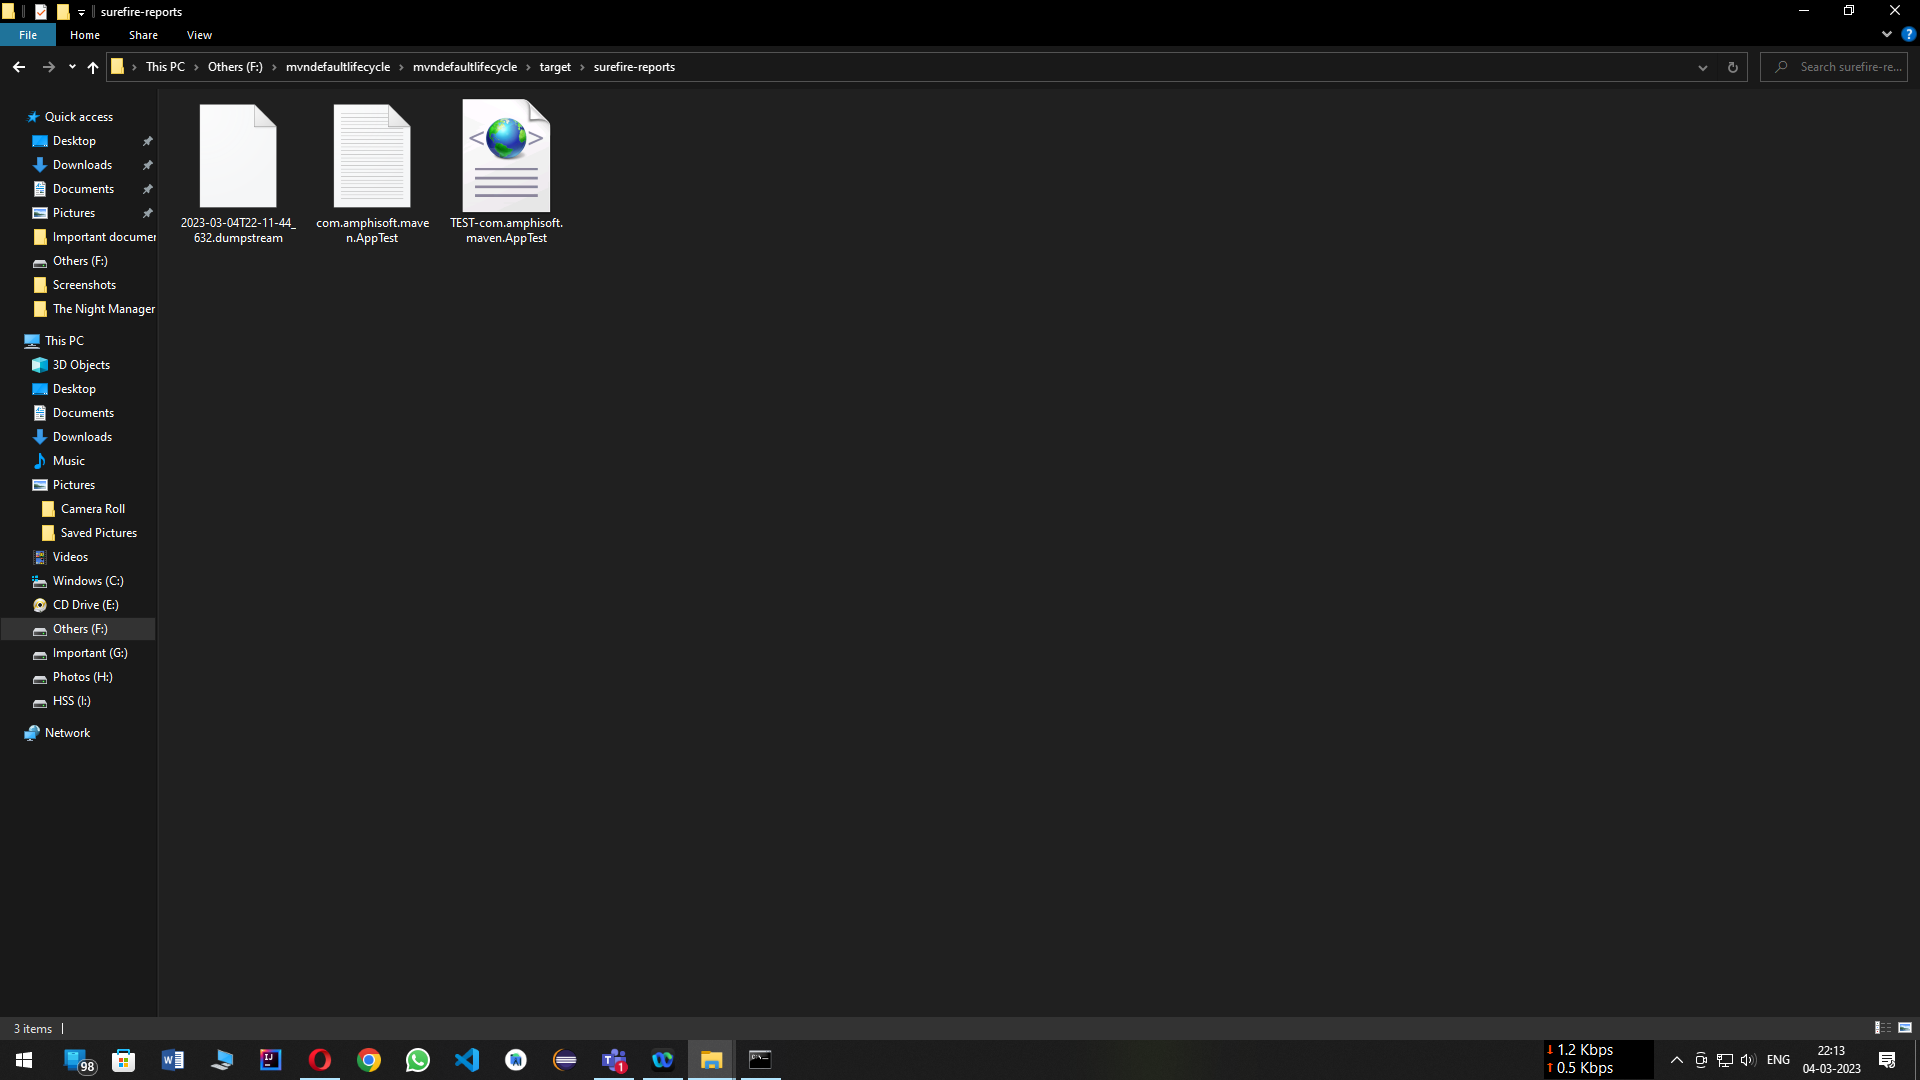 surefire-reports
File Home Share View
This PC Others (F:) mvndefaultlifecycle mvndefaultlifecycle target surefire-reports
Search surefire-re...
Quick access
Desktop
Downloads
Documents
Pictures
Important documer
Others (F:)
Screenshots
The Night Manager
This PC
3D Objects
Desktop
Documents
Downloads
Music
Pictures
Camera Roll
Saved Pictures
Videos
Windows (C:)
CD Drive (E:)
Others (F:)
Important (G:)
Photos (H:)
HSS (I:)
Network
2023-03-04T22-11-44_
632.dumpstream
com.amphisoft.mave
n.AppTest
TEST-com.amphisoft.
maven.AppTest
3 items
98
1
1.2 Kbps
0.5 Kbps
ENG
22:13
04-03-2023